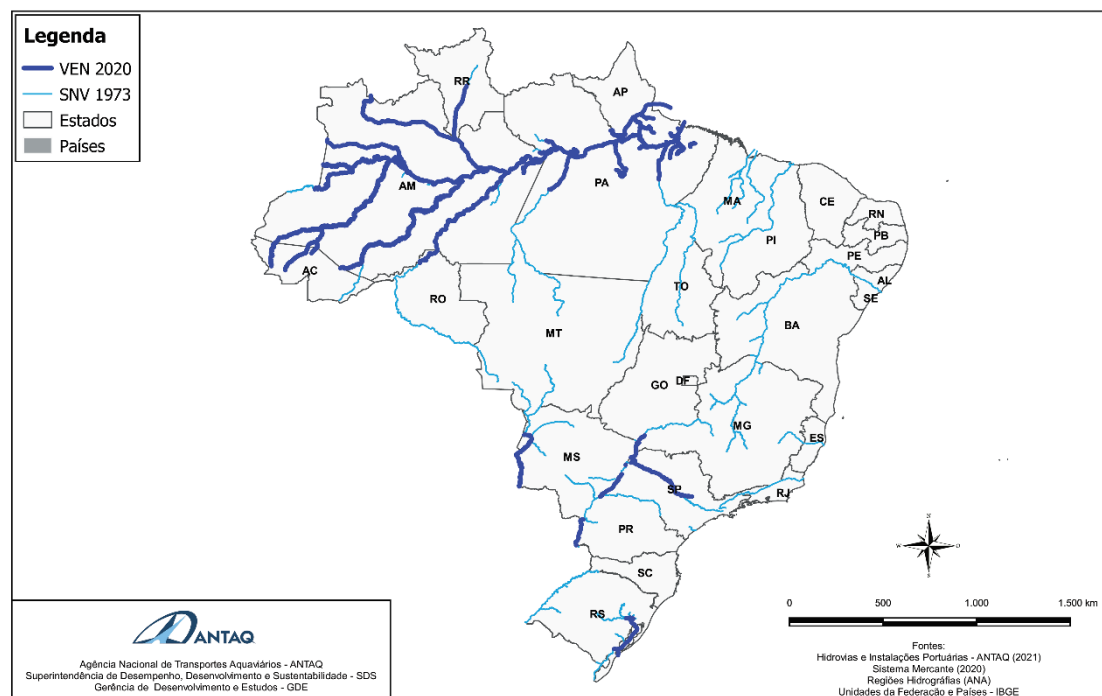 Legenda
VEN 2020
SNV 1973
Estados
Países
RR
AP
AM
PA
MA
CE
RN
PB
PE
AL
SE
PI
AC
RO
TO
BA
MT
GO
DF
MG
ES
MS
SP
RJ
PR
SC
RS
N
W
O
S
0
500
1.000
1.500 km
ANTAQ
Agência Nacional de Transportes Aquaviários - ANTAQ
Superintendência de Desempenho, Desenvolvimento e Sustentabilidade - SDS
Gerência de Desenvolvimento e Estudos - GDE
Fontes:
Hidrovias e Instalações Portuárias - ANTAQ (2021)
Sistema Mercante (2020)
Regiões Hidrográfias (ANA)
Unidades da Federação e Países - IBGE